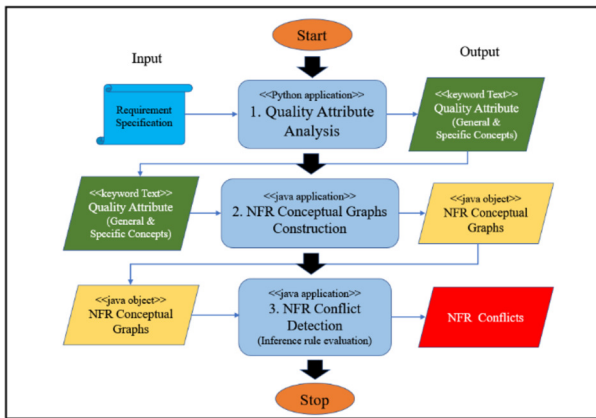 Start
Input
Output
Requirement
Specification
<<Python application>>
1. Quality Attribute
Analysis
<<keyword Text>>
Quality Attribute
(General &
Specific Concepts)
<<keyword Text>>
Quality Attribute
(General &
Specific Concepts)
<<java application>>
2. NFR Conceptual Graphs
Construction
<<java object>>
NFR Conceptual
Graphs
<<java object>>
NFR Conceptual
Graphs
<<java application>>
3. NFR Conflict
Detection
(Inference rule evaluation)
NFR Conflicts
Stop